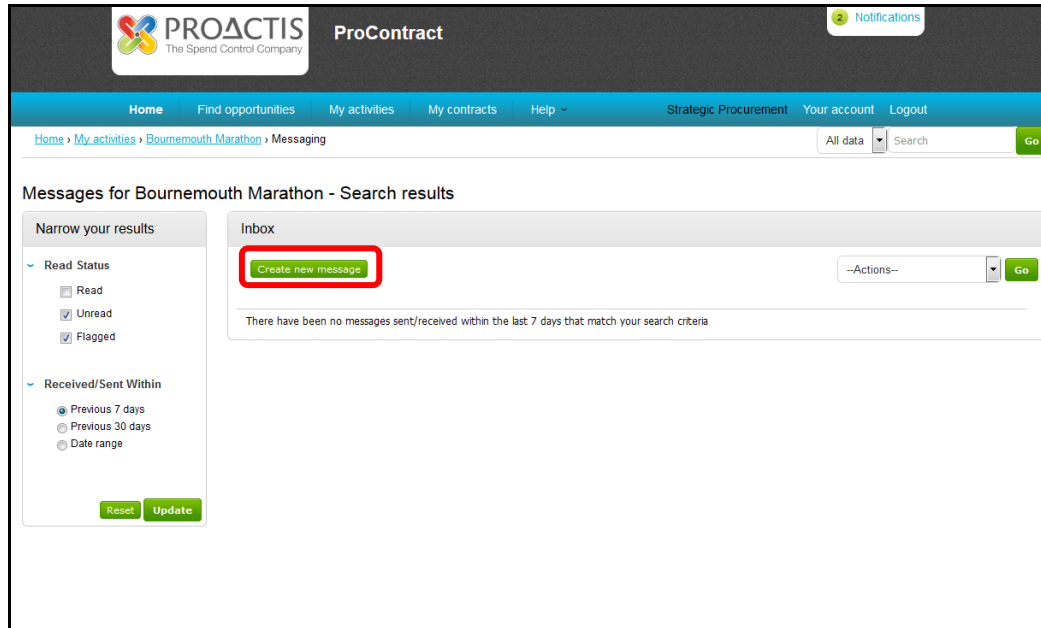 PROACTIS
The Spend Control Company
ProContract
2 Notifications
Home Find opportunities My activities My contracts Help Strategic Procurement Your account Logout
Home › My activities › Bournemouth Marathon › Messaging
All data Search Go
Messages for Bournemouth Marathon - Search results
Narrow your results
Read Status
Read
Unread
Flagged
Received/Sent Within
Previous 7 days
Previous 30 days
Date range
Reset Update
Inbox
Create new message
--Actions-- Go
There have been no messages sent/received within the last 7 days that match your search criteria